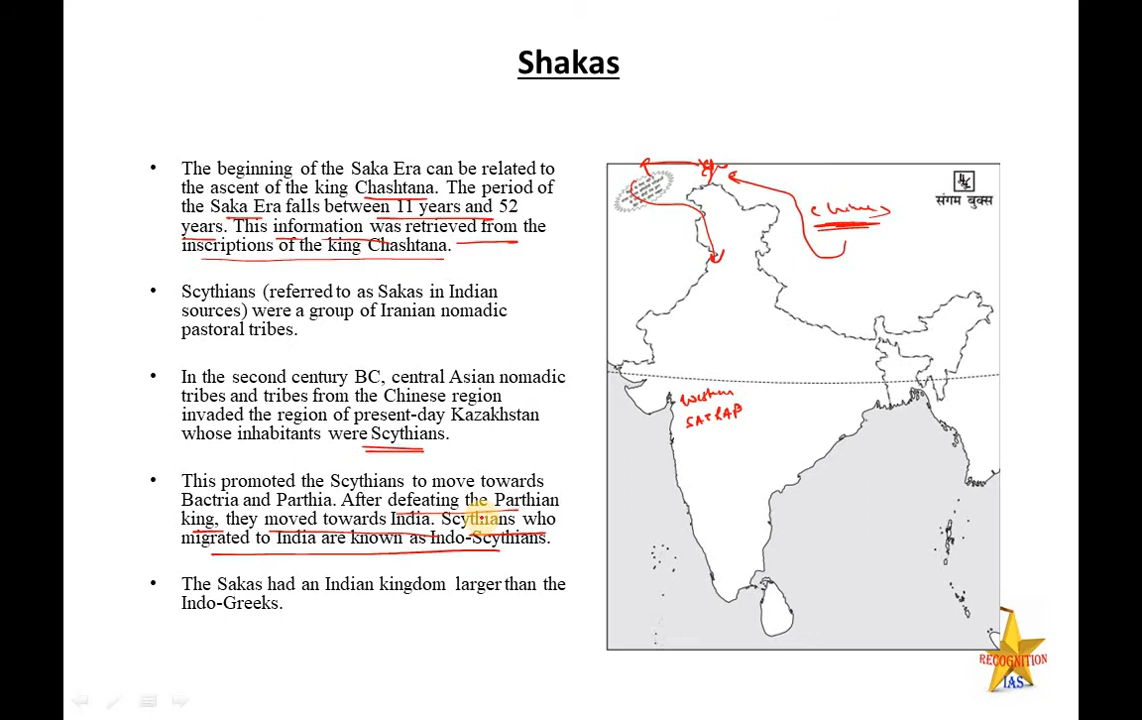 Shakas
• The beginning of the Saka Era can be related to
the ascent of the king Chashtana. The period of
the Saka Era falls between 11 years and 52
years. This information was retrieved from the
inscriptions of the king Chashtana.
• Scythians (referred to as Sakas in Indian
sources) were a group of Iranian nomadic
pastoral tribes.
• In the second century BC, central Asian nomadic
tribes and tribes from the Chinese region
invaded the region of present-day Kazakhstan
whose inhabitants were Scythians.
• This promoted the Scythians to move towards
Bactria and Parthia. After defeating the Parthian
king, they moved towards India. Scythians who
migrated to India are known as Indo-Scythians.
• The Sakas had an Indian kingdom larger than the
Indo-Greeks.
संगम बुक्स
Western
SATRAP
RECOGNITION
IAS